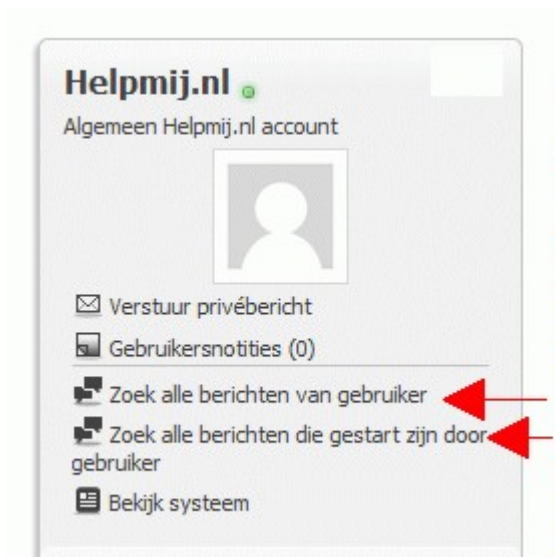 Helpmij.nl
Algemeen Helpmij.nl account
Verstuur privébericht
Gebruikersnotities (0)
Zoek alle berichten van gebruiker
Zoek alle berichten die gestart zijn door
gebruiker
Bekijk systeem